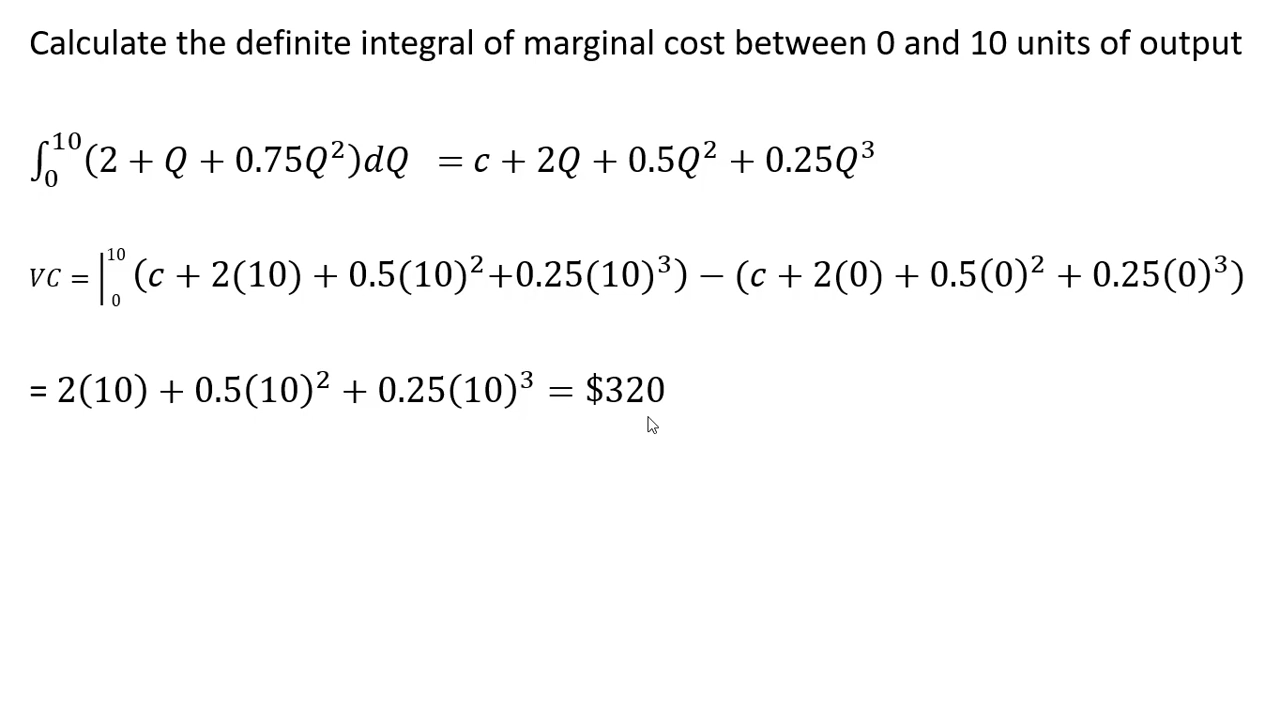 Calculate the definite integral of marginal cost between 0 and 10 units of output
∫₀¹⁰(2 + Q + 0.75Q²)dQ = c + 2Q + 0.5Q² + 0.25Q³
VC = |₀¹⁰ (c + 2(10) + 0.5(10)²+0.25(10)³) − (c + 2(0) + 0.5(0)² + 0.25(0)³)
= 2(10) + 0.5(10)² + 0.25(10)³ = $320